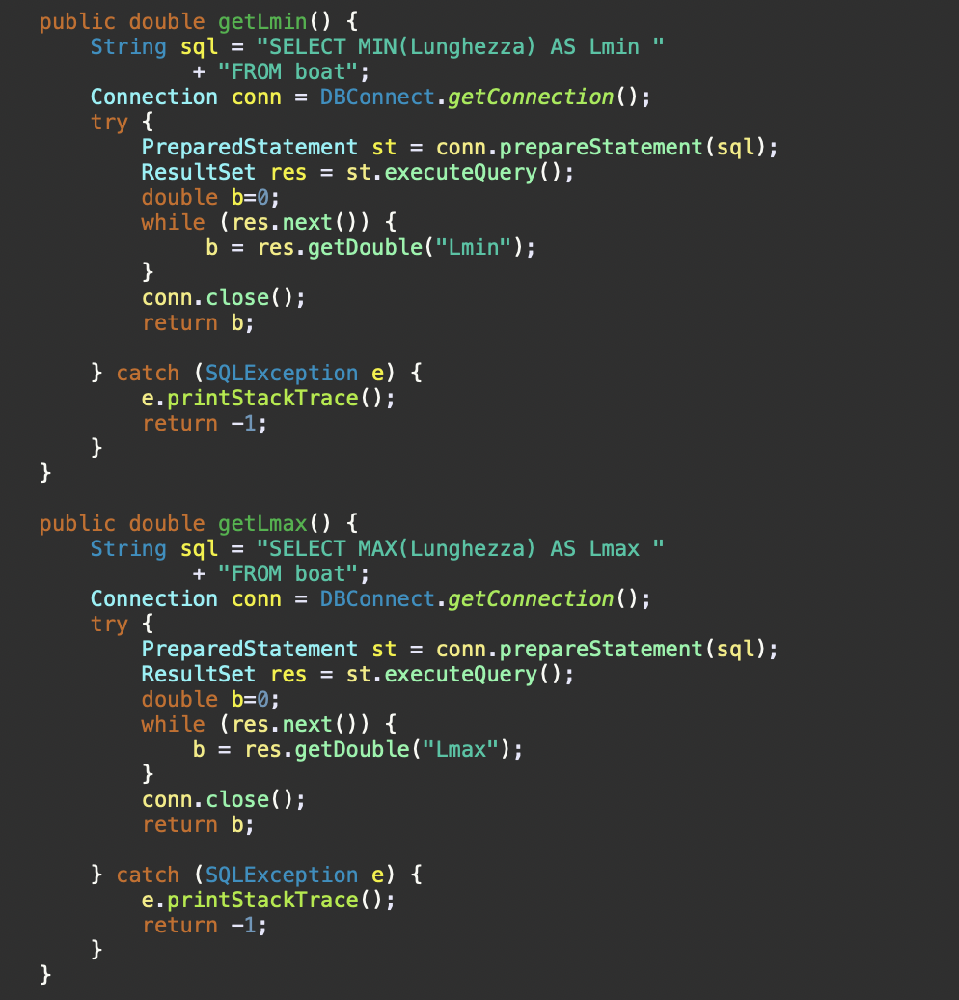 public double getLmin() {
    String sql = "SELECT MIN(Lunghezza) AS Lmin "
            + "FROM boat";
    Connection conn = DBConnect.getConnection();
    try {
        PreparedStatement st = conn.prepareStatement(sql);
        ResultSet res = st.executeQuery();
        double b=0;
        while (res.next()) {
             b = res.getDouble("Lmin");
        }
        conn.close();
        return b;

    } catch (SQLException e) {
        e.printStackTrace();
        return -1;
    }
}

public double getLmax() {
    String sql = "SELECT MAX(Lunghezza) AS Lmax "
            + "FROM boat";
    Connection conn = DBConnect.getConnection();
    try {
        PreparedStatement st = conn.prepareStatement(sql);
        ResultSet res = st.executeQuery();
        double b=0;
        while (res.next()) {
            b = res.getDouble("Lmax");
        }
        conn.close();
        return b;

    } catch (SQLException e) {
        e.printStackTrace();
        return -1;
    }
}